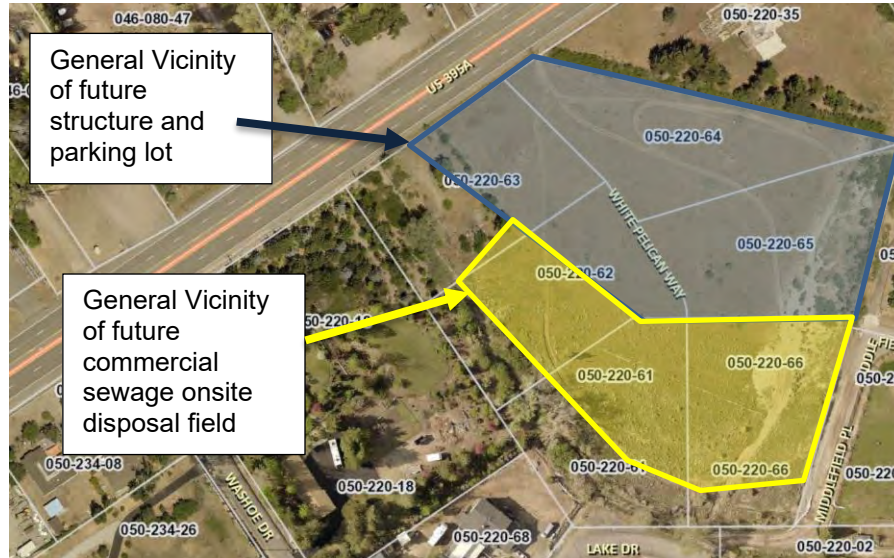 046-080-47
050-220-35
General Vicinity
of future
structure and
parking lot
US 395A
050-220-64
050-220-63
WHITE PELICAN WAY
050-220-65
050-220-62
General Vicinity
of future
commercial
sewage onsite
disposal field
050-220-61
050-220-66
050-234-08
WASHOE DR
050-220-18
050-220-66
MIDDLEFIELD PL
050-234-26
050-220-68
LAKE DR
050-220-02